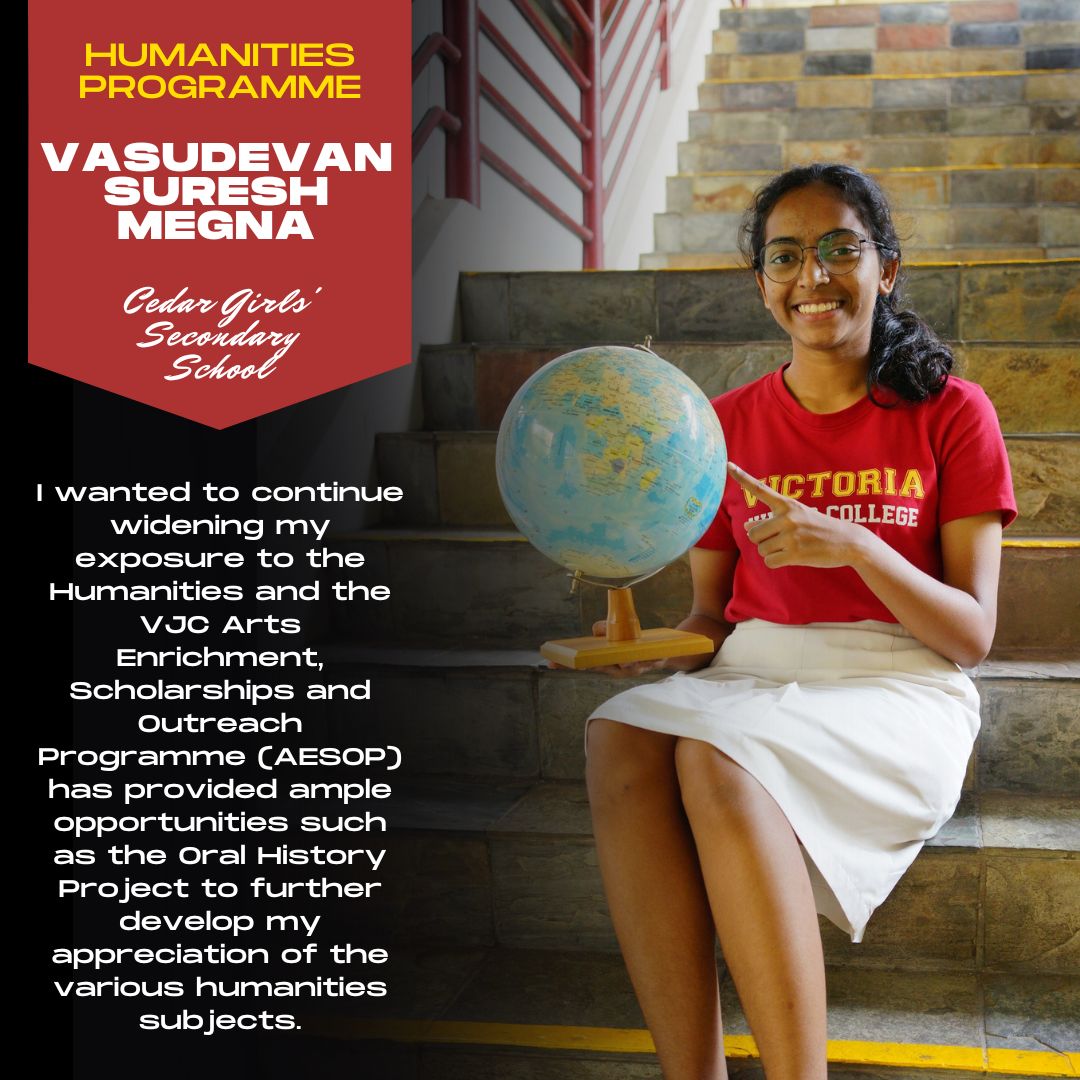 HUMANITIES
PROGRAMME
VASUDEVAN
SURESH
MEGNA
Cedar Girls'
Secondary
School
I wanted to continue
widening my
exposure to the
Humanities and the
VJC Arts
Enrichment,
Scholarships and
Outreach
Programme (AESOP)
has provided ample
opportunities such
as the Oral History
Project to further
develop my
appreciation of the
various humanities
subjects.
VICTORIA
COLLEGE